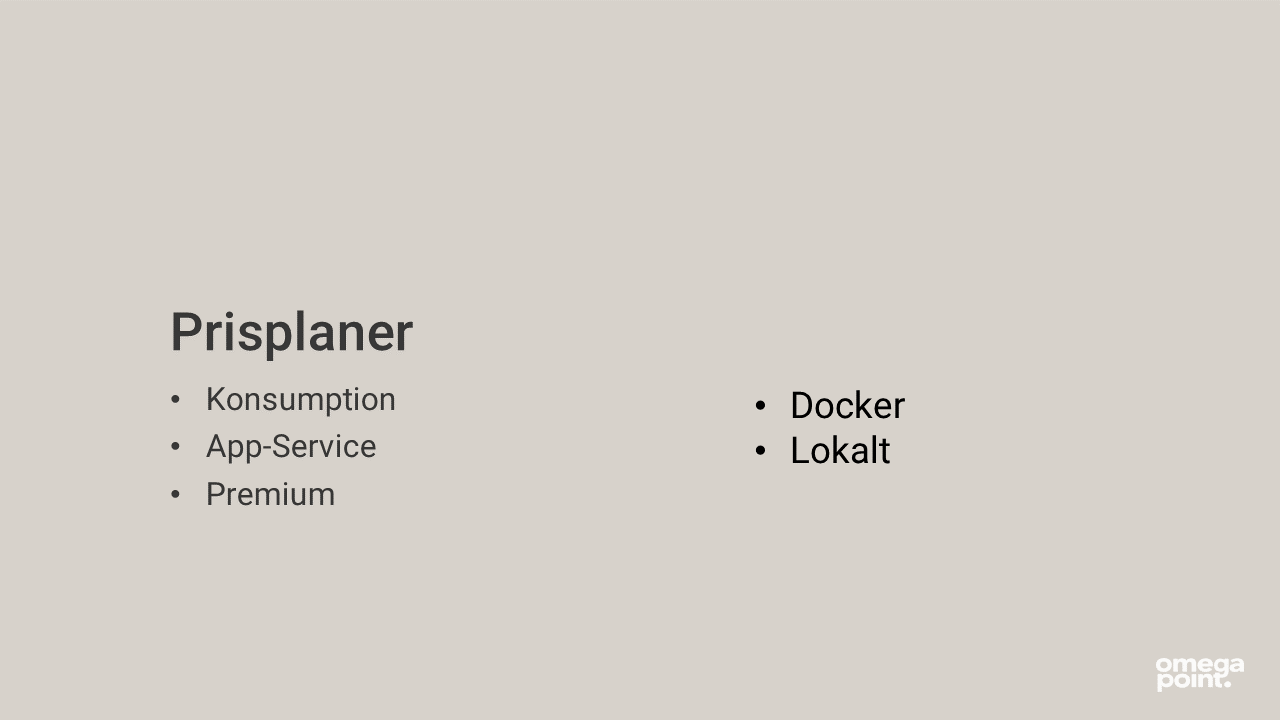 Prisplaner
• Konsumption
• App-Service
• Premium
• Docker
• Lokalt
omega
point.